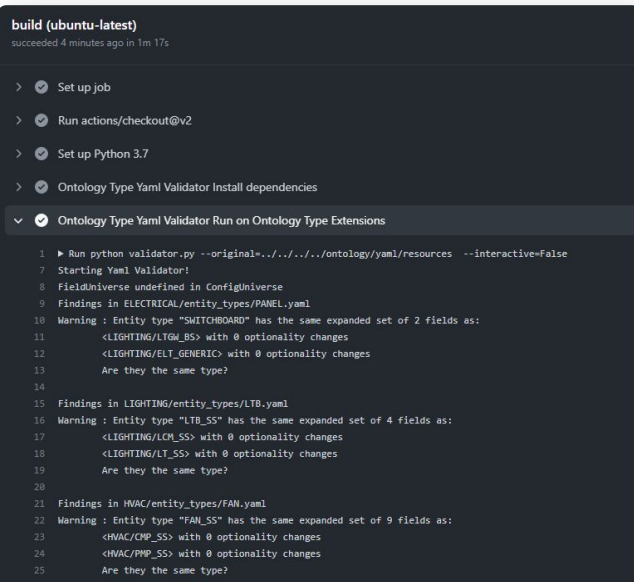 build (ubuntu-latest)
succeeded 4 minutes ago in 1m 17s
Set up job
Run actions/checkout@v2
Set up Python 3.7
Ontology Type Yaml Validator Install dependencies
Ontology Type Yaml Validator Run on Ontology Type Extensions
1 ▶ Run python validator.py --original=../../../../ontology/yaml/resources --interactive=False
7 Starting Yaml Validator!
8 FieldUniverse undefined in ConfigUniverse
9 Findings in ELECTRICAL/entity_types/PANEL.yaml
10 Warning : Entity type "SWITCHBOARD" has the same expanded set of 2 fields as:
11 <LIGHTING/LTGW_BS> with 0 optionality changes
12 <LIGHTING/ELT_GENERIC> with 0 optionality changes
13 Are they the same type?
14
15 Findings in LIGHTING/entity_types/LTB.yaml
16 Warning : Entity type "LTB_SS" has the same expanded set of 4 fields as:
17 <LIGHTING/LCM_SS> with 0 optionality changes
18 <LIGHTING/LT_SS> with 0 optionality changes
19 Are they the same type?
20
21 Findings in HVAC/entity_types/FAN.yaml
22 Warning : Entity type "FAN_SS" has the same expanded set of 9 fields as:
23 <HVAC/CMP_SS> with 0 optionality changes
24 <HVAC/PMP_SS> with 0 optionality changes
25 Are they the same type?